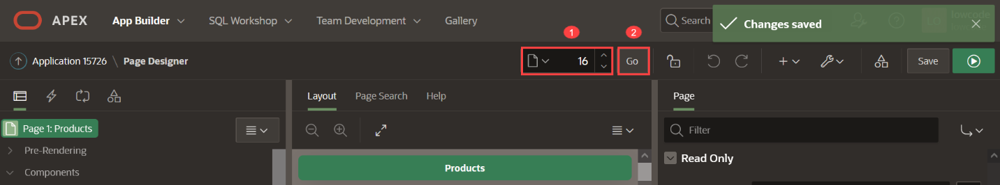 APEX App Builder SQL Workshop Team Development Gallery Search Changes saved
1 2
Application 15726 \ Page Designer 16 Go Save
Layout Page Search Help Page
Page 1: Products Filter
Pre-Rendering Read Only
Components Products